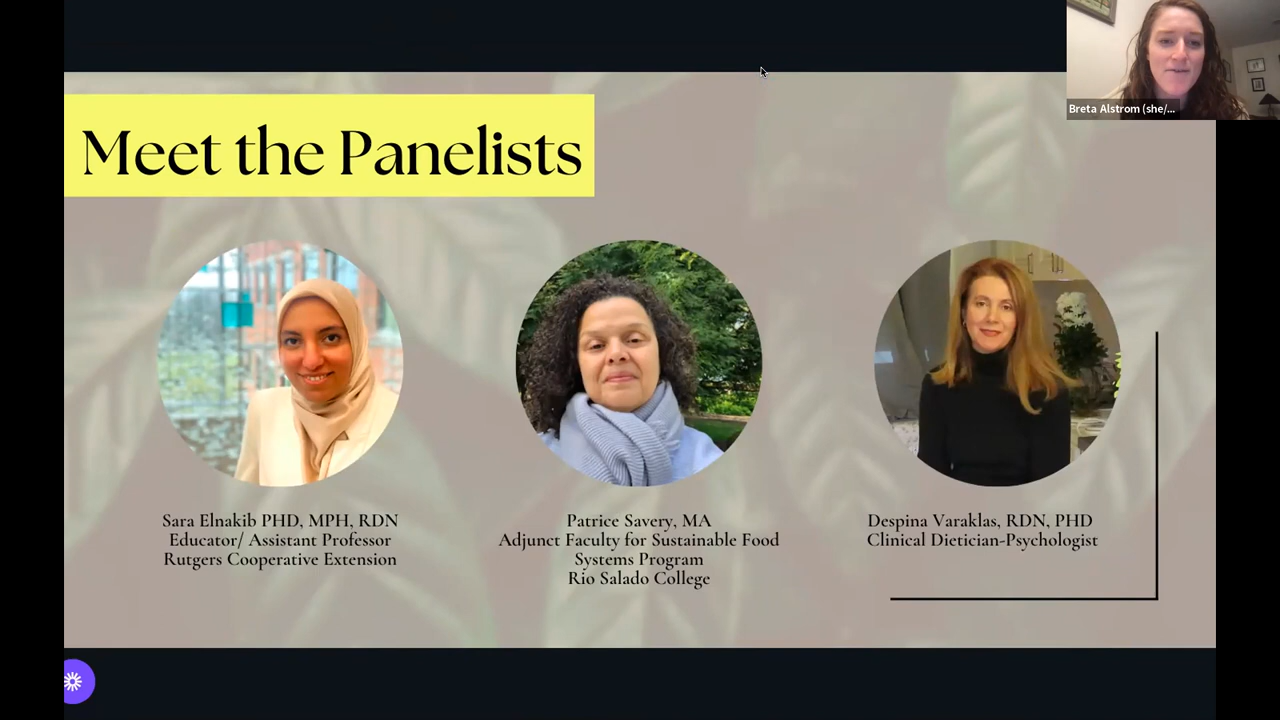 Breta Alstrom (she/...
Meet the Panelists
Sara Elnakib PHD, MPH, RDN
Educator/ Assistant Professor
Rutgers Cooperative Extension
Patrice Savery, MA
Adjunct Faculty for Sustainable Food
Systems Program
Rio Salado College
Despina Varaklas, RDN, PHD
Clinical Dietician-Psychologist